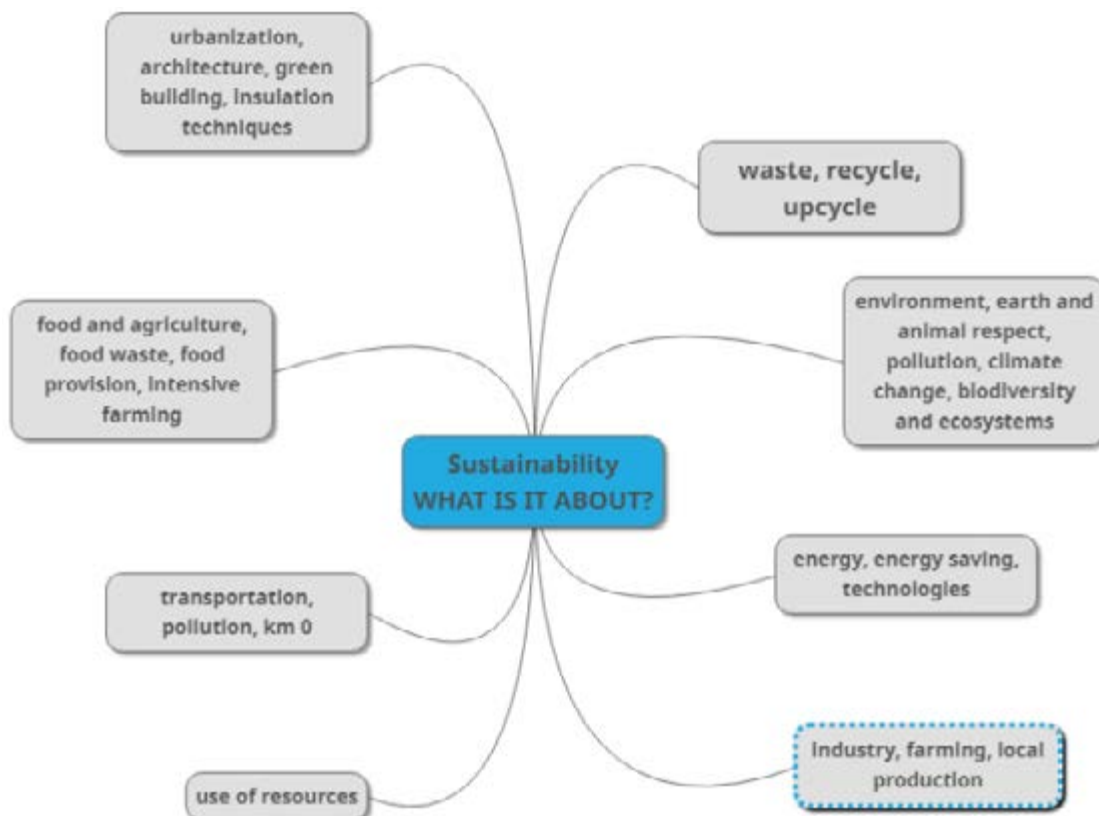 urbanization,
architecture, green
building, insulation
techniques
waste, recycle,
upcycle
food and agriculture,
food waste, food
provision, intensive
farming
environment, earth and
animal respect,
pollution, climate
change, biodiversity
and ecosystems
Sustainability
WHAT IS IT ABOUT?
transportation,
pollution, km 0
energy, energy saving,
technologies
use of resources
industry, farming, local
production